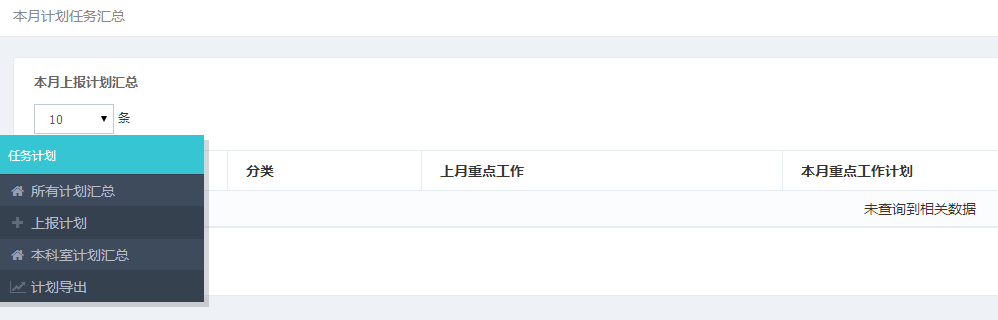 本月计划任务汇总
本月上报计划汇总
10 条
任务计划
分类 上月重点工作 本月重点工作计划
所有计划汇总
未查询到相关数据
上报计划
本科室计划汇总
计划导出